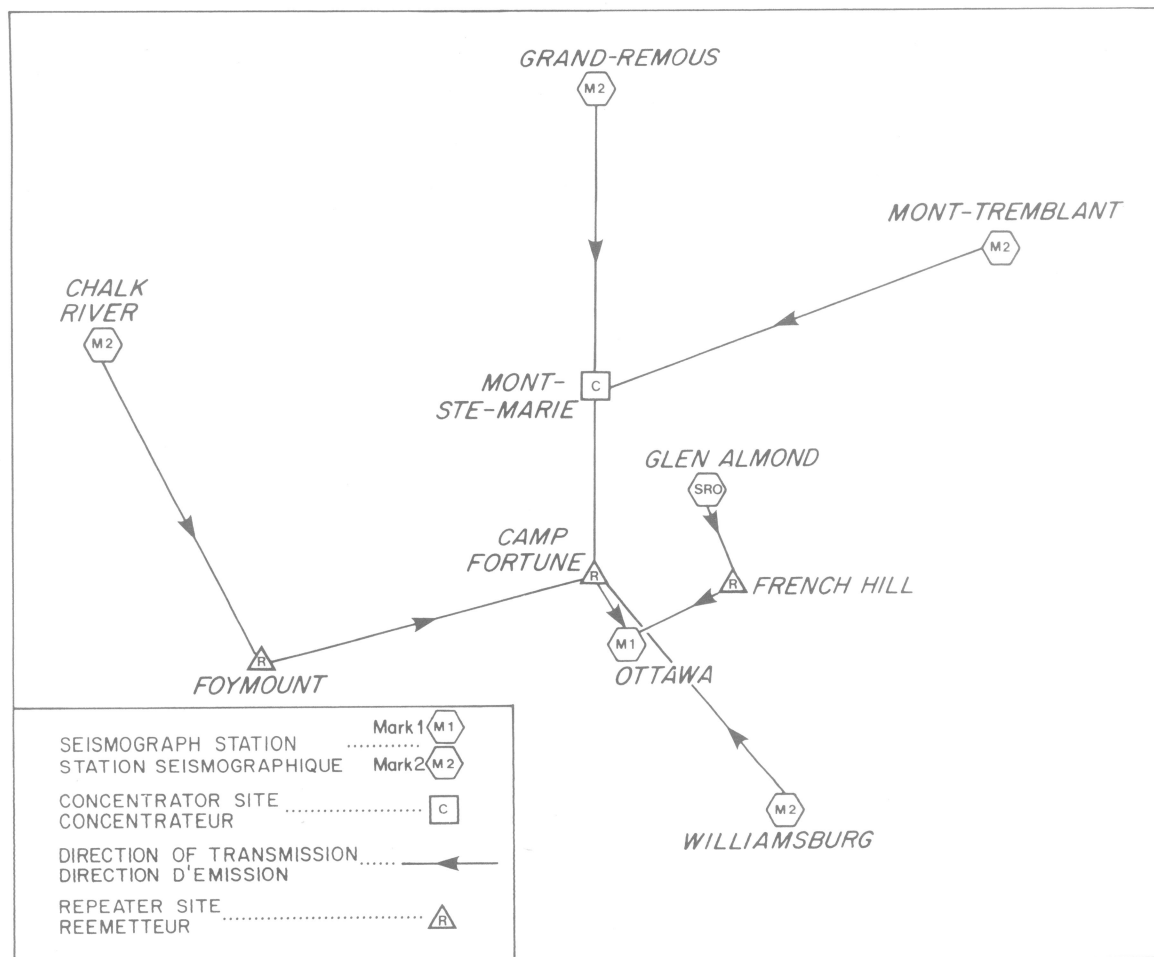 GRAND-REMOUS
M2
MONT-TREMBLANT
M2
CHALK
RIVER
M2
MONT-
STE-MARIE
C
GLEN ALMOND
SRO
CAMP
FORTUNE
R
R
FRENCH HILL
M1
OTTAWA
R
FOYMOUNT
M2
WILLIAMSBURG
SEISMOGRAPH STATION ............ Mark 1 M1
STATION SEISMOGRAPHIQUE Mark 2 M2
CONCENTRATOR SITE ..................... C
CONCENTRATEUR
DIRECTION OF TRANSMISSION ......
DIRECTION D'EMISSION
REPEATER SITE ................................ R
REEMETTEUR